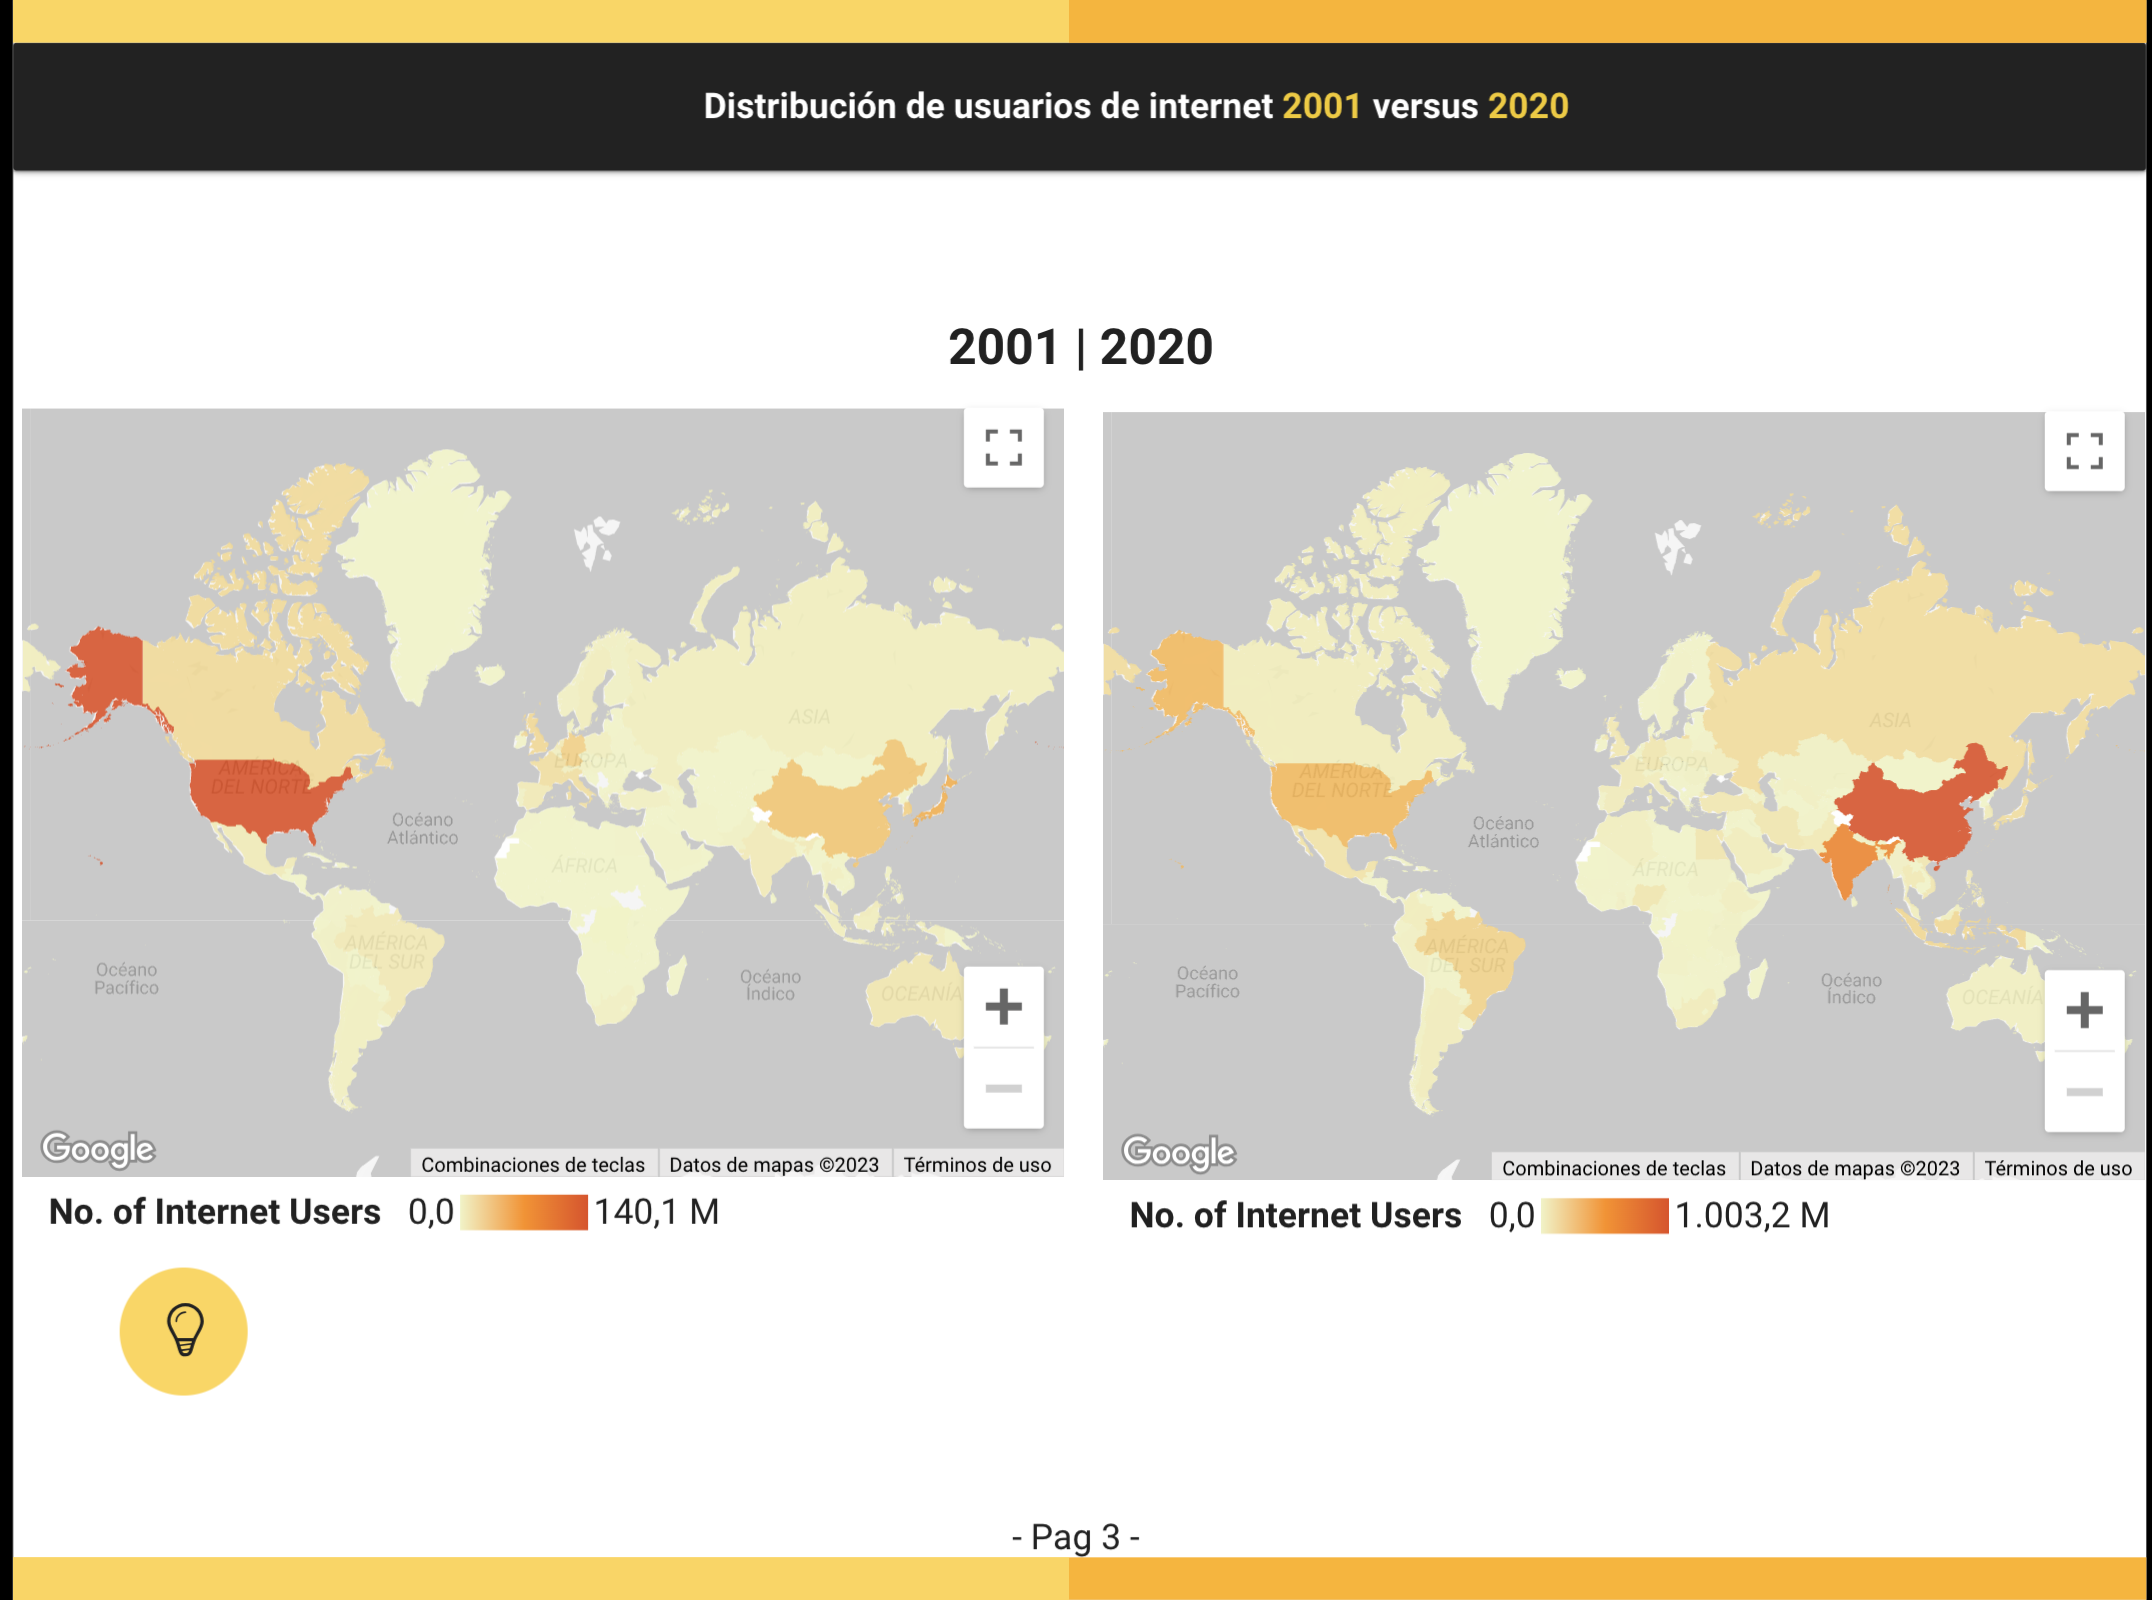 Distribución de usuarios de internet 2001 versus 2020
2001 | 2020
AMÉRICA
DEL NORTE
ASIA
EUROPA
Océano
Atlántico
ÁFRICA
AMÉRICA
DEL SUR
Océano
Pacífico
Océano
Índico
OCEANÍA
Google
Combinaciones de teclas
Datos de mapas ©2023
Términos de uso
No. of Internet Users 0,0 140,1 M
AMÉRICA
DEL NORTE
ASIA
EUROPA
Océano
Atlántico
ÁFRICA
AMÉRICA
DEL SUR
Océano
Pacífico
Océano
Índico
OCEANÍA
Google
Combinaciones de teclas
Datos de mapas ©2023
Términos de uso
No. of Internet Users 0,0 1.003,2 M
- Pag 3 -